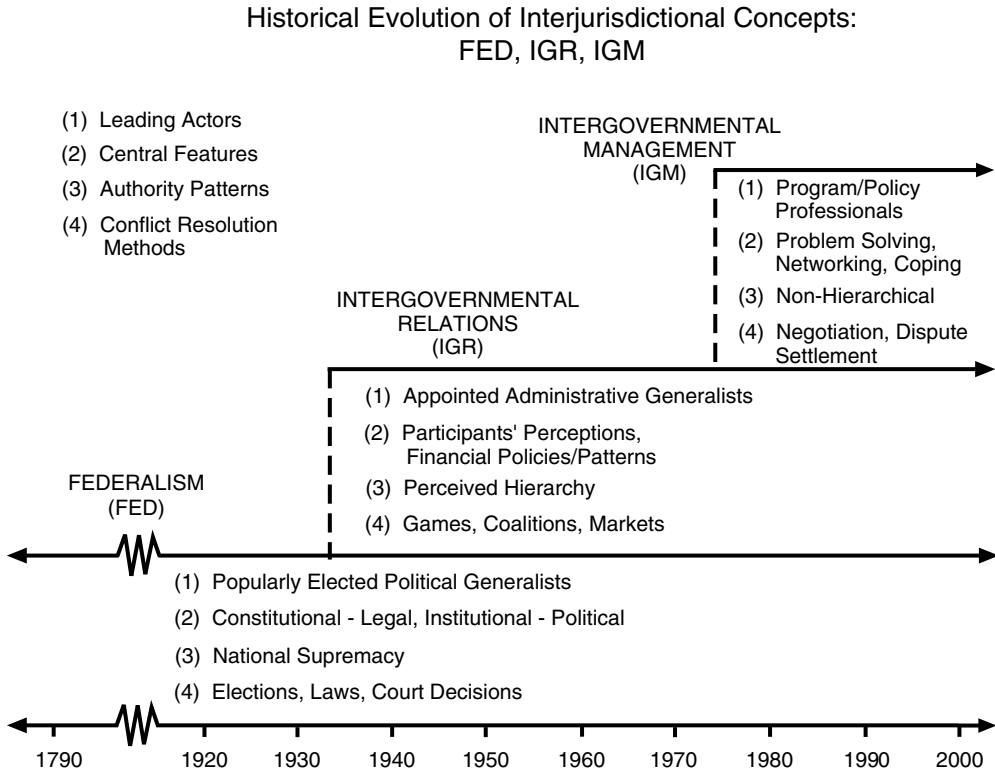 Historical Evolution of Interjurisdictional Concepts:
FED, IGR, IGM
(1) Leading Actors
(2) Central Features
(3) Authority Patterns
(4) Conflict Resolution
Methods
INTERGOVERNMENTAL
MANAGEMENT
(IGM)
(1) Program/Policy
Professionals
(2) Problem Solving,
Networking, Coping
(3) Non-Hierarchical
(4) Negotiation, Dispute
Settlement
INTERGOVERNMENTAL
RELATIONS
(IGR)
(1) Appointed Administrative Generalists
(2) Participants' Perceptions,
Financial Policies/Patterns
(3) Perceived Hierarchy
(4) Games, Coalitions, Markets
FEDERALISM
(FED)
(1) Popularly Elected Political Generalists
(2) Constitutional - Legal, Institutional - Political
(3) National Supremacy
(4) Elections, Laws, Court Decisions
1790 1920 1930 1940 1950 1960 1970 1980 1990 2000